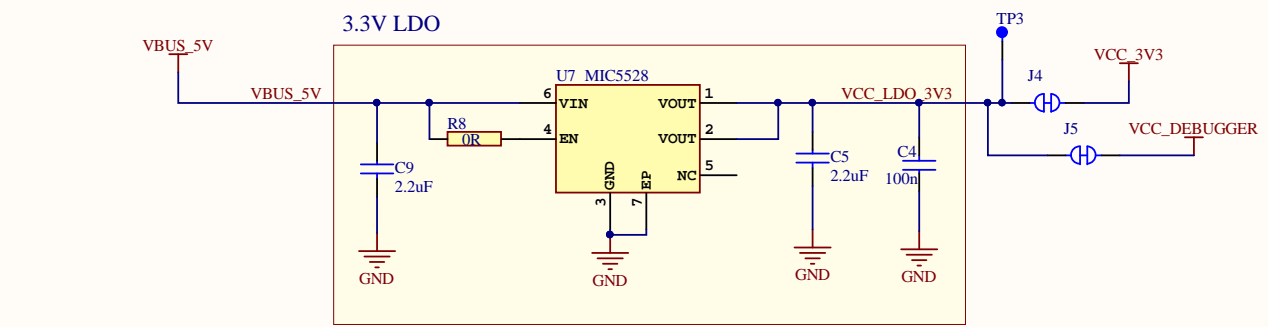 3.3V LDO
TP3
VBUS_5V
VCC_3V3
U7 MIC5528
J4
VBUS_5V
6 VIN
VOUT 1
VCC_LDO_3V3
R8
0R
4 EN
VOUT 2
J5
VCC_DEBUGGER
C9
2.2uF
GND
EP
NC 5
C5
2.2uF
C4
100n
3
7
GND
GND
GND
GND